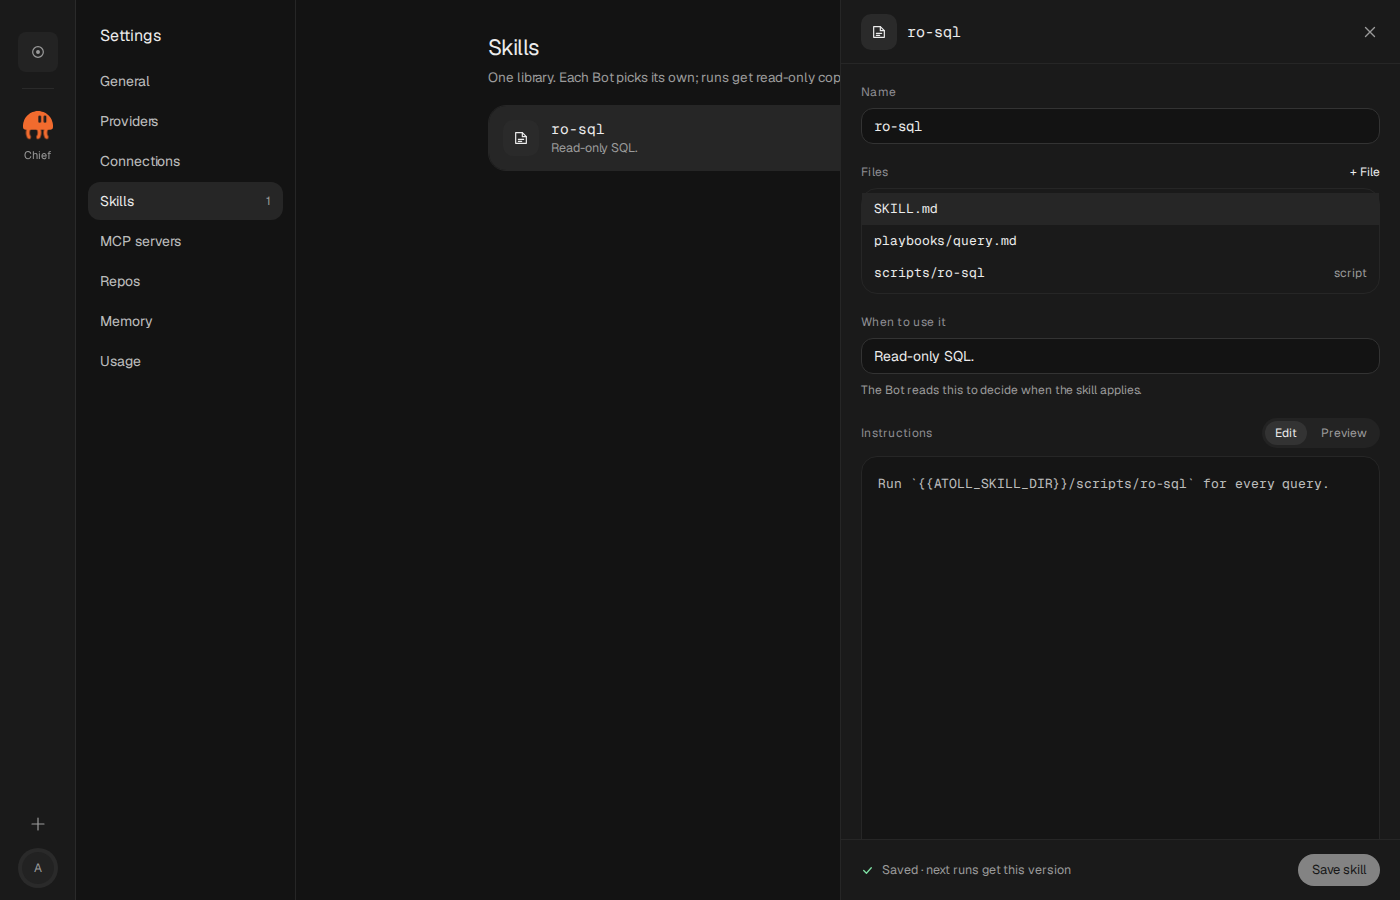 Settings
General
Providers
Connections
Skills 1
MCP servers
Repos
Memory
Usage
Chief
A
Skills
One library. Each Bot picks its own; runs get read-only cop
ro-sql
Read-only SQL.
ro-sql
Name
ro-sql
Files + File
SKILL.md
playbooks/query.md
scripts/ro-sql script
When to use it
Read-only SQL.
The Bot reads this to decide when the skill applies.
Instructions Edit Preview
Run `{{ATOLL_SKILL_DIR}}/scripts/ro-sql` for every query.
Saved · next runs get this version Save skill